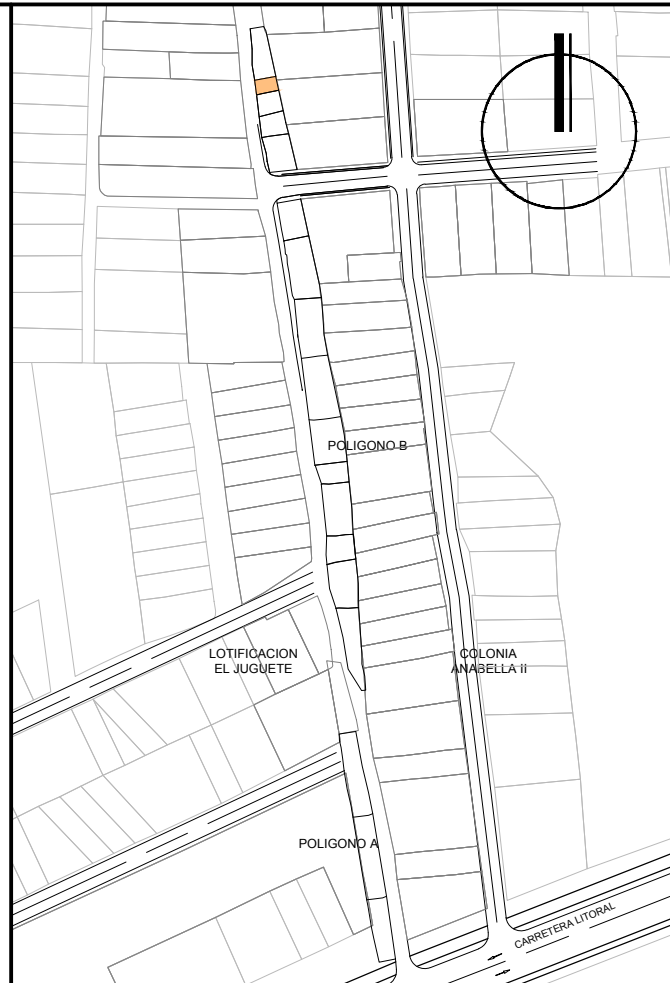 POLIGONO B
LOTIFICACION
EL JUGUETE
COLONIA
ANABELLA II
POLIGONO A
CARRETERA LITORAL